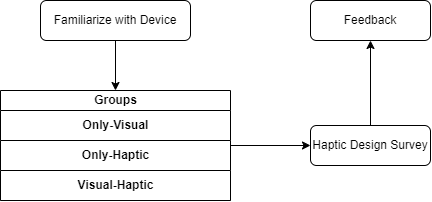 Familiarize with Device
Feedback
Groups
Only-Visual
Only-Haptic
Visual-Haptic
Haptic Design Survey